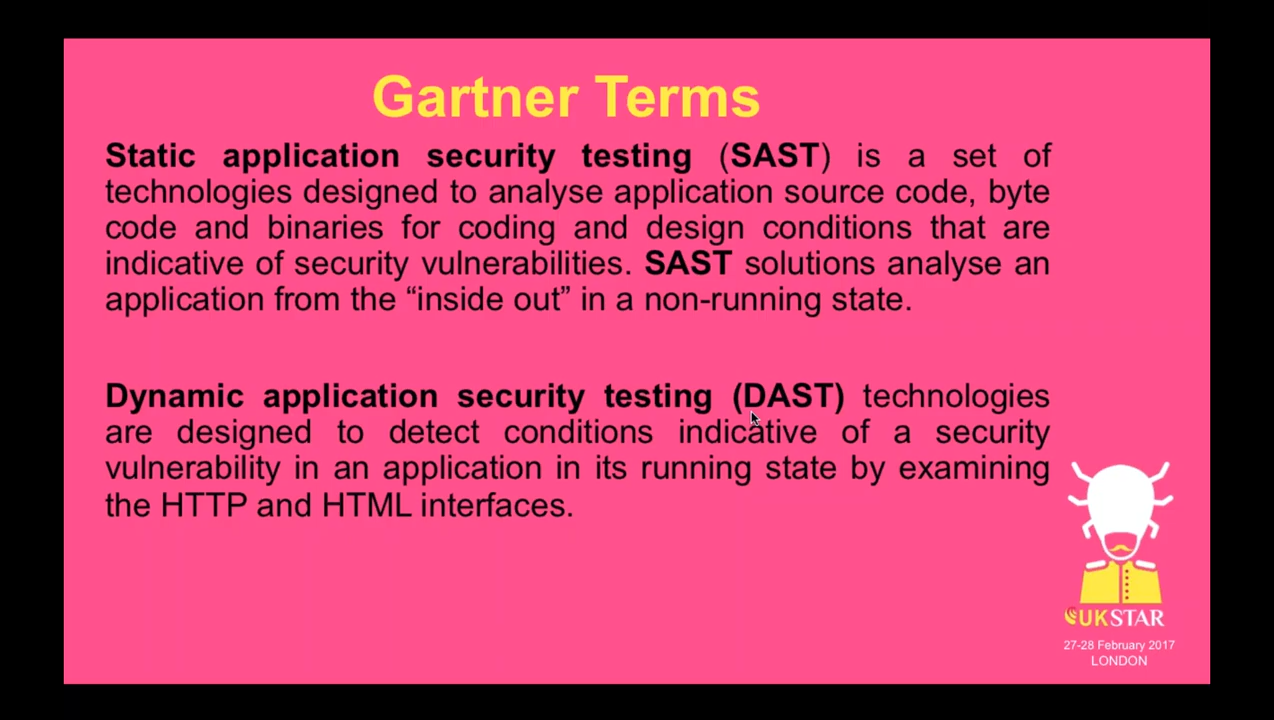 Gartner Terms
Static application security testing (SAST) is a set of
technologies designed to analyse application source code, byte
code and binaries for coding and design conditions that are
indicative of security vulnerabilities. SAST solutions analyse an
application from the “inside out” in a non-running state.
Dynamic application security testing (DAST) technologies
are designed to detect conditions indicative of a security
vulnerability in an application in its running state by examining
the HTTP and HTML interfaces.
UKSTAR
27-28 February 2017
LONDON